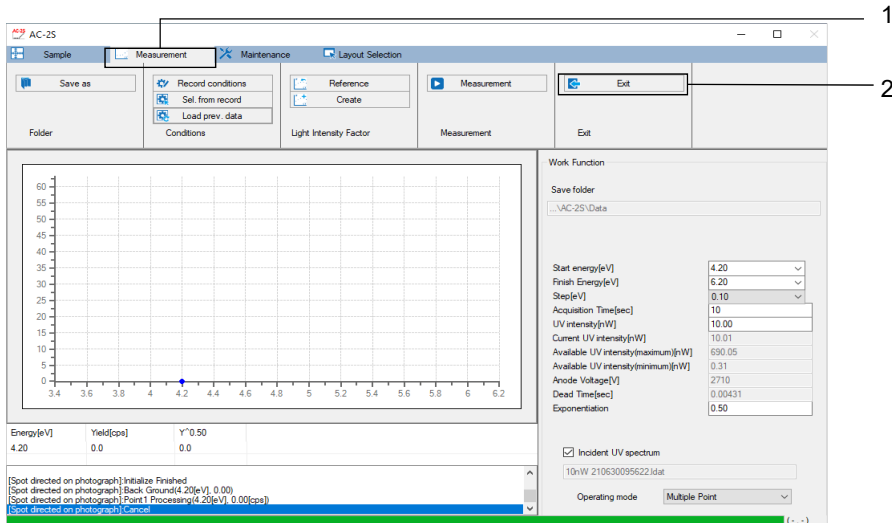 1
AC-2S
Sample Measurement Maintenance Layout Selection
Save as Record conditions Reference Measurement Exit
Sel. from record Create
Load prev. data
Folder Conditions Light Intensity Factor Measurement Exit
2
Work Function
Save folder
...\AC-2S\Data
60
55
50
45
40
35
30
25
20
15
10
5
0
3.4 3.6 3.8 4 4.2 4.4 4.6 4.8 5 5.2 5.4 5.6 5.8 6 6.2
Start energy[eV] 4.20
Finish Energy[eV] 6.20
Step[eV] 0.10
Acquisition Time[sec] 10
UV intensity[nW] 10.00
Current UV intensity[nW] 10.01
Available UV intensity(maximum)[nW] 690.05
Available UV intensity(minimum)[nW] 0.31
Anode Voltage[V] 2710
Dead Time[sec] 0.00431
Exponentiation 0.50
Energy[eV] Yield[cps] Y^0.50
4.20 0.0 0.0
Incident UV spectrum
10nW 210630095622.ldat
Operating mode Multiple Point
[Spot directed on photograph]:Initialize Finished
[Spot directed on photograph]:Back Ground(4.20[eV], 0.00)
[Spot directed on photograph]:Point1 Processing(4.20[eV], 0.00[cps])
[Spot directed on photograph]:Cancel
(-.-)